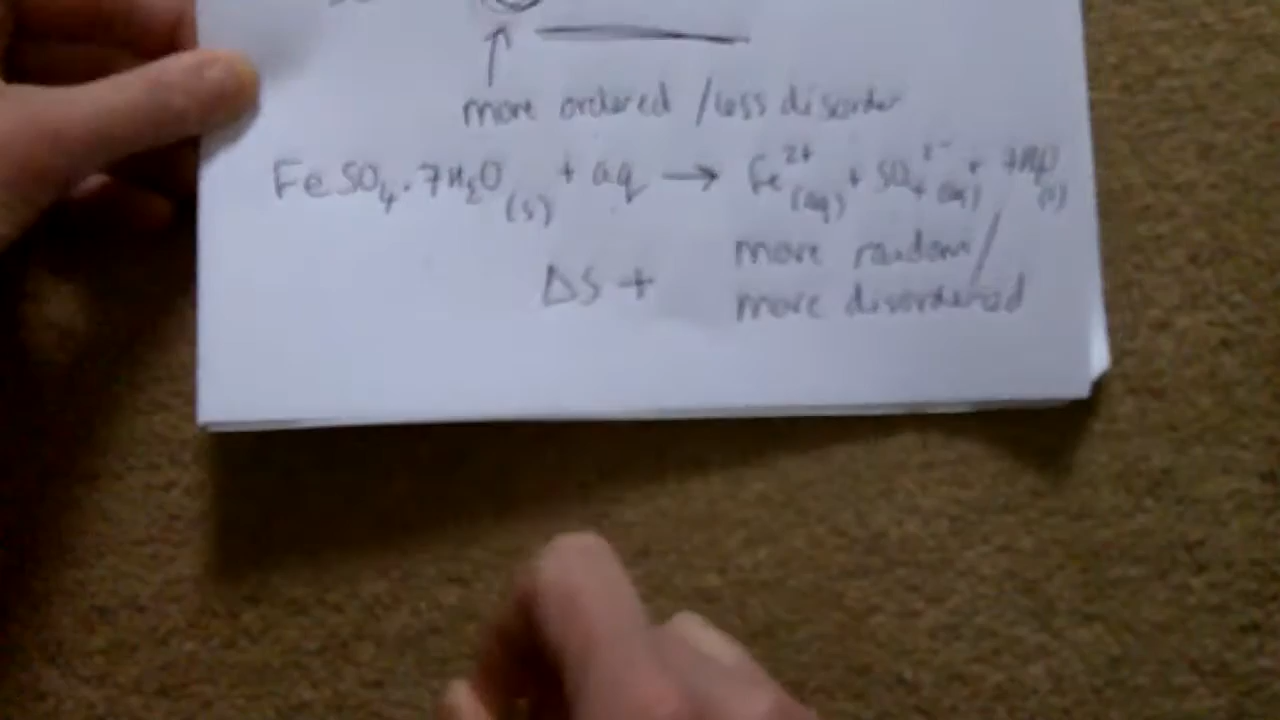 more ordered / less disorder
FeSO₄.7H₂O(s) + aq → Fe²⁺(aq) + SO₄²⁻(aq) + 7H₂O(l)
ΔS + more random/
more disordered